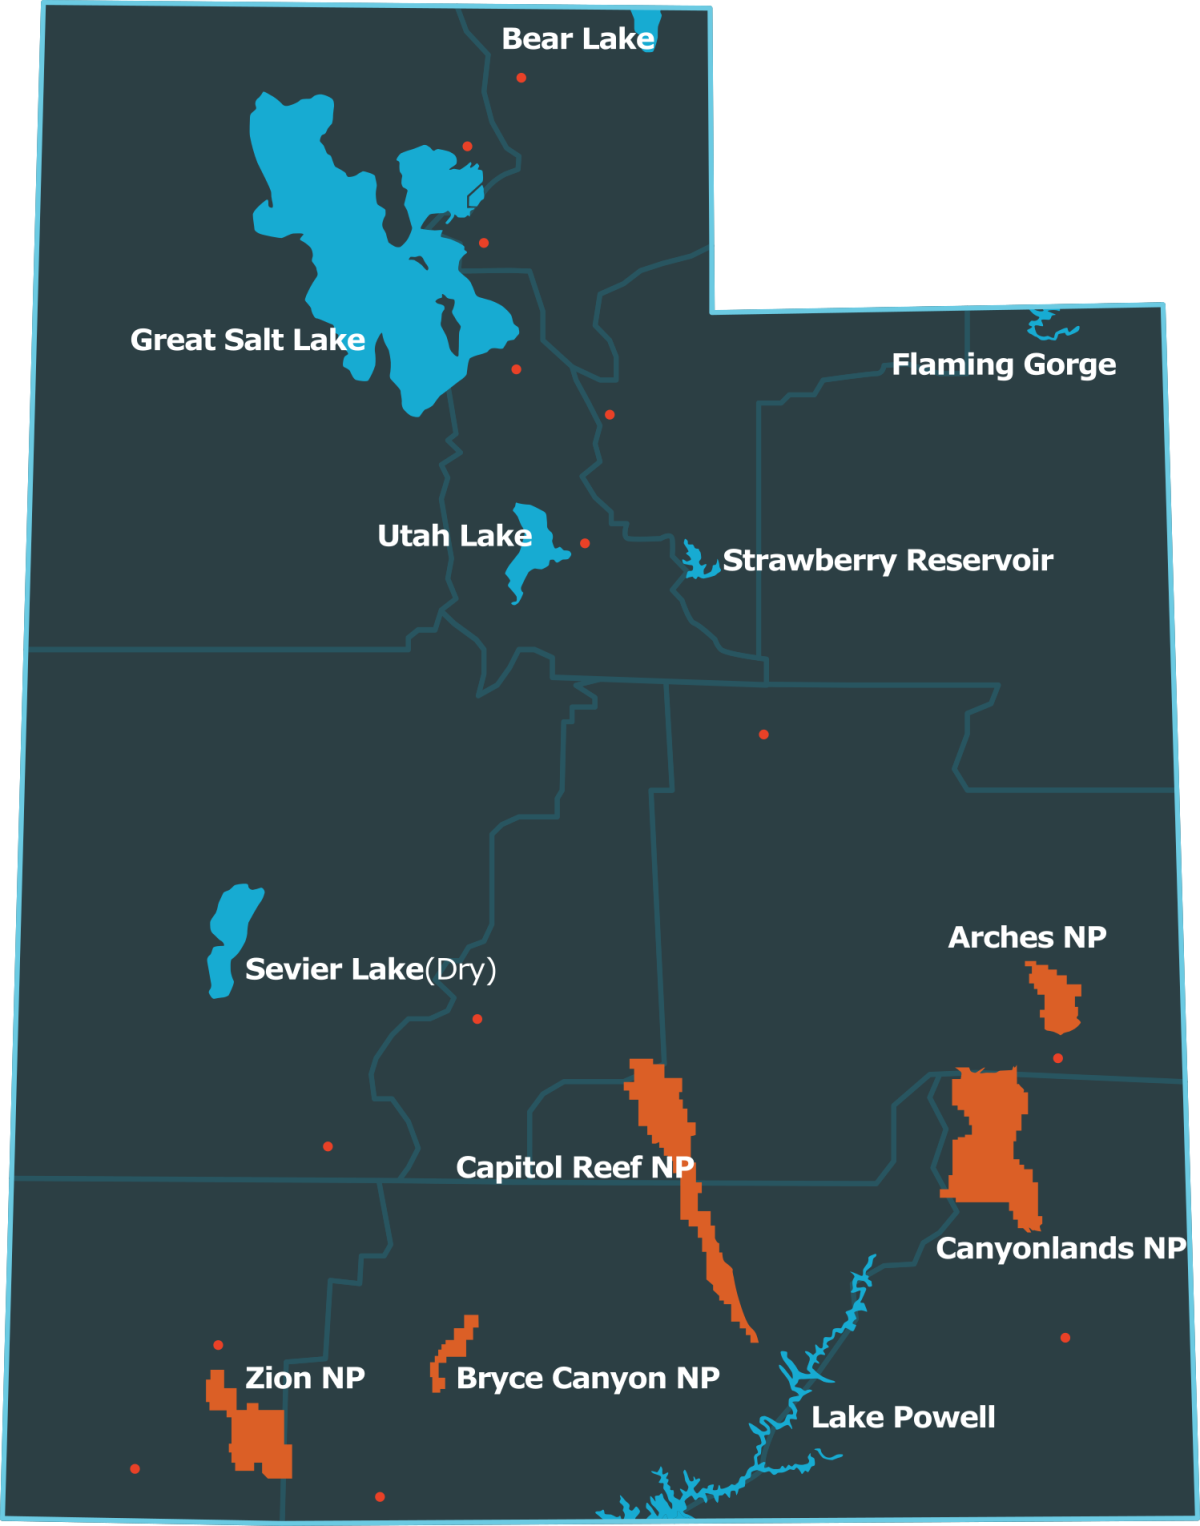 Bear Lake
Great Salt Lake
Flaming Gorge
Utah Lake
Strawberry Reservoir
Arches NP
Sevier Lake(Dry)
Capitol Reef NP
Canyonlands NP
Zion NP
Bryce Canyon NP
Lake Powell